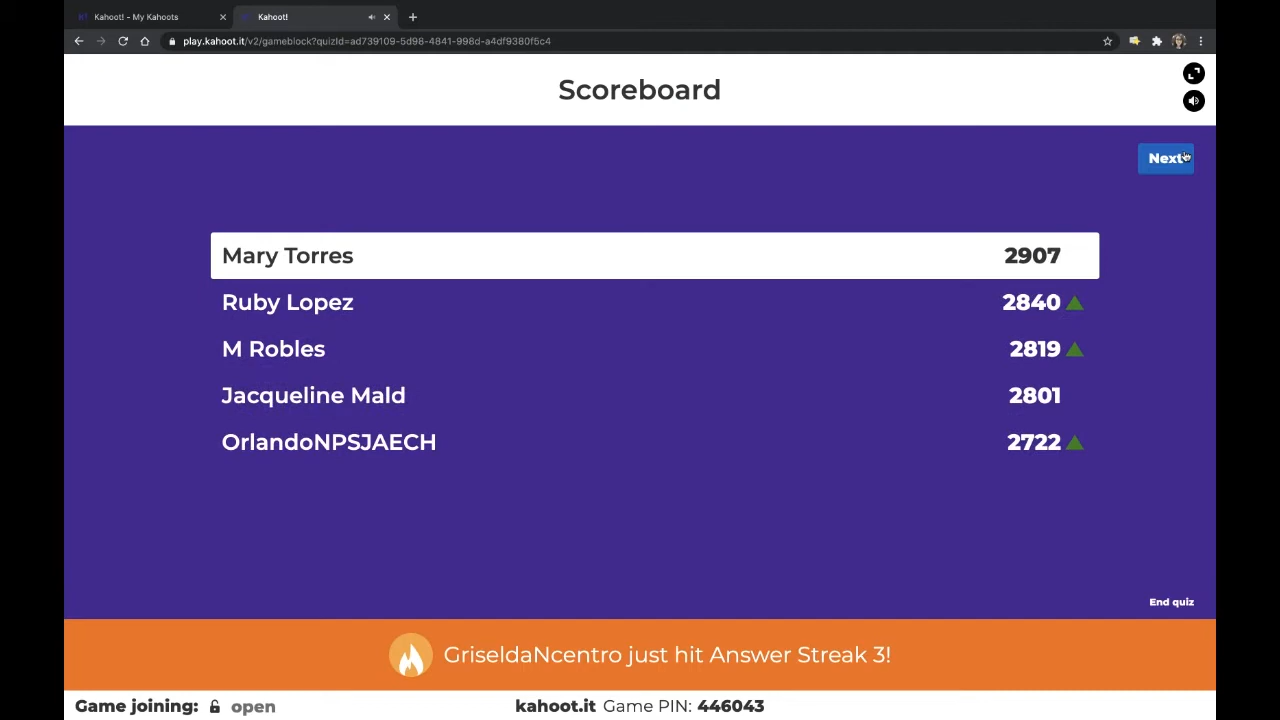 Kahoot! - My Kahoots
Kahoot!
play.kahoot.it/v2/gameblock?quizId=ad739109-5d98-4841-998d-a4df9380f5c4
Scoreboard
Next
Mary Torres 2907
Ruby Lopez 2840
M Robles 2819
Jacqueline Mald 2801
OrlandoNPSJAECH 2722
End quiz
GriseldaNcentro just hit Answer Streak 3!
Game joining: open kahoot.it Game PIN: 446043